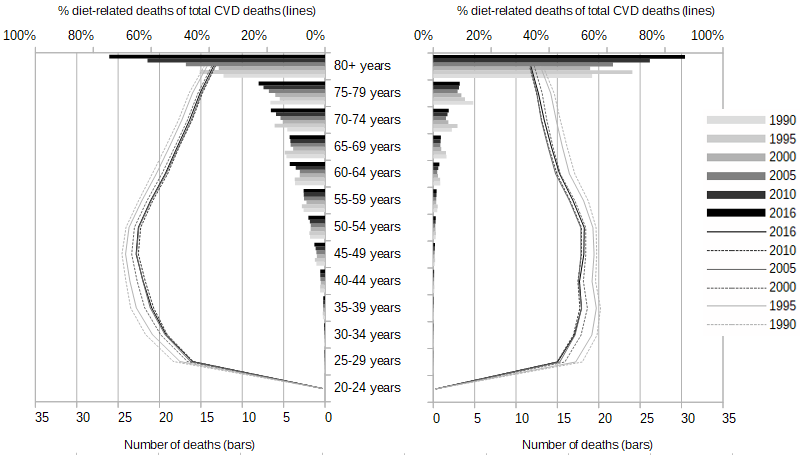 % diet-related deaths of total CVD deaths (lines) % diet-related deaths of total CVD deaths (lines)
100% 80% 60% 40% 20% 0% 0% 20% 40% 60% 80% 100%
80+ years
75-79 years
70-74 years
65-69 years
60-64 years
55-59 years
50-54 years
45-49 years
40-44 years
35-39 years
30-34 years
25-29 years
20-24 years
1990
1995
2000
2005
2010
2016
2016
2010
2005
2000
1995
1990
35 30 25 20 15 10 5 0 0 5 10 15 20 25 30 35
Number of deaths (bars) Number of deaths (bars)